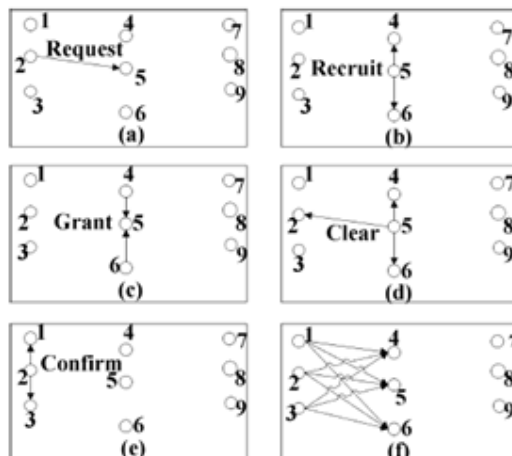 1 4 7
Request
2 5 8
3 6 9
(a)
1 4 7
2 Recruit 5 8
3 6 9
(b)
1 4 7
2 Grant 5 8
3 6 9
(c)
1 4 7
2 5 8
Clear
3 6 9
(d)
1 4 7
Confirm
2 5 8
3 6 9
(e)
1 4 7
2 5 8
3 6 9
(f)